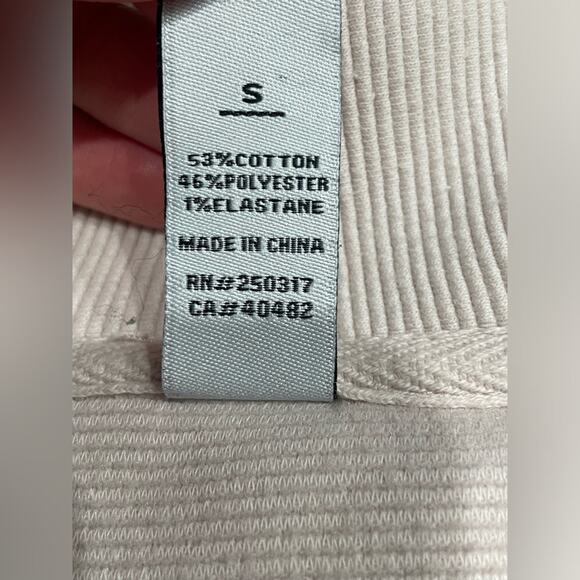 S
53%COTTON
46%POLYESTER
1%ELASTANE
MADE IN CHINA
RN#250317
CA#40482